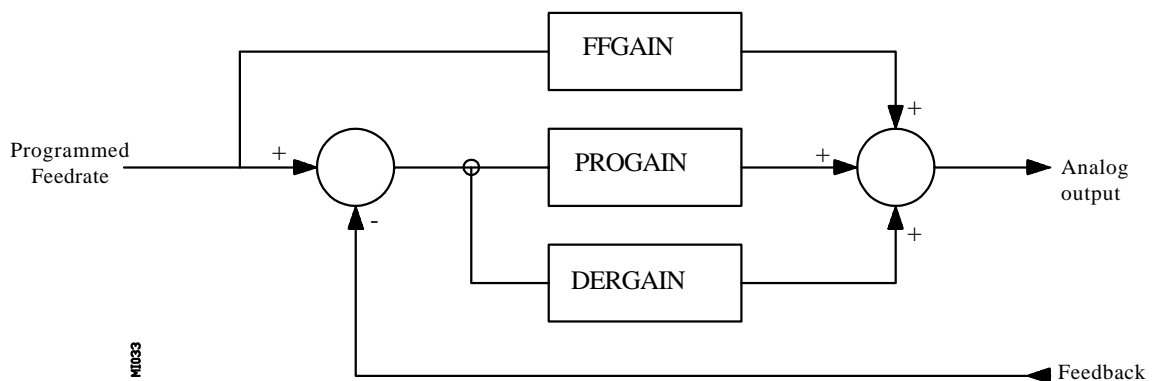 FFGAIN
+
Programmed
Feedrate
+
PROGAIN
+
Analog
output
-
+
DERGAIN
MI033
Feedback